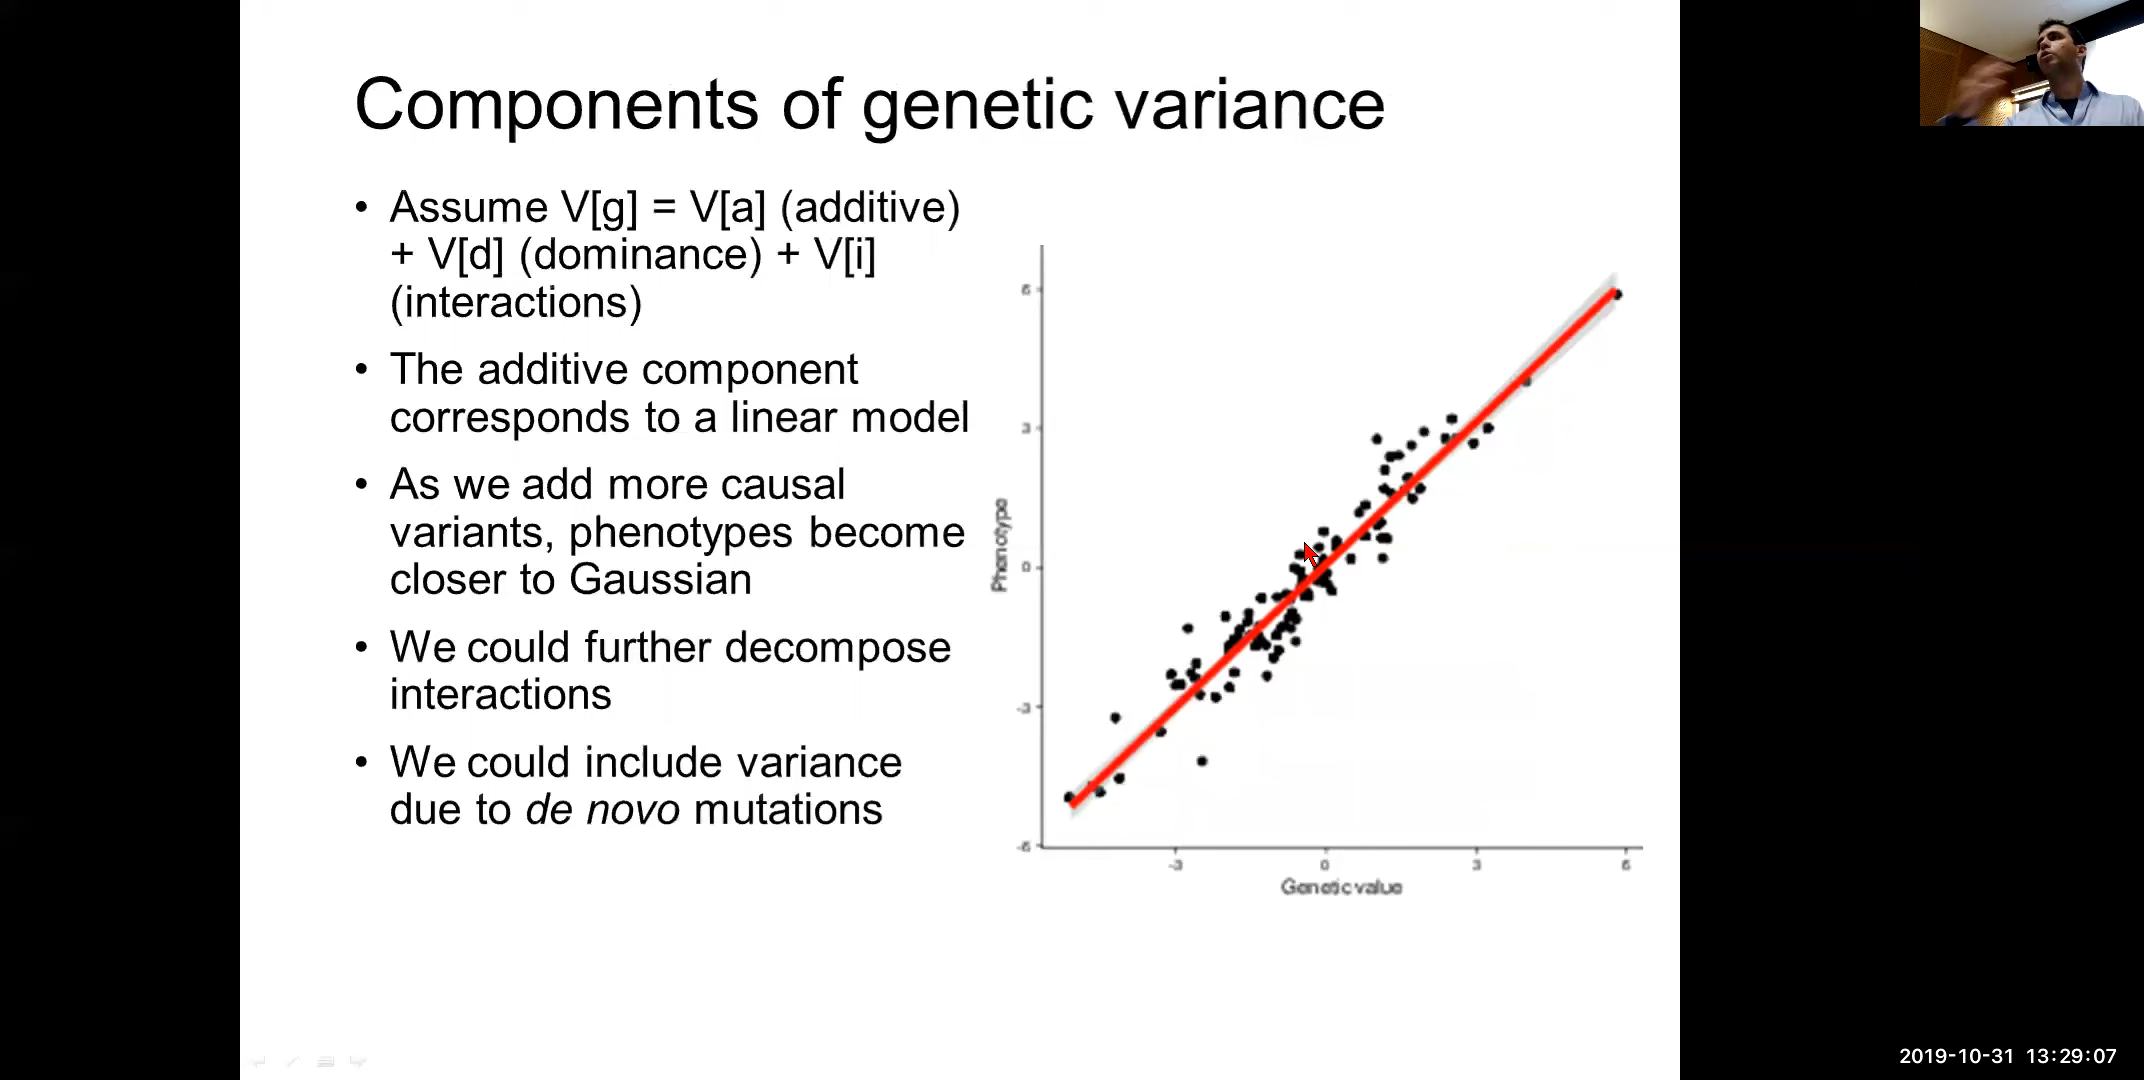 Components of genetic variance
• Assume V[g] = V[a] (additive)
+ V[d] (dominance) + V[i]
(interactions)
• The additive component
corresponds to a linear model
• As we add more causal
variants, phenotypes become
closer to Gaussian
• We could further decompose
interactions
• We could include variance
due to de novo mutations
6
3
0
-3
-6
Phenotype
-3 0 3 6
Genetic value
2019-10-31 13:29:07